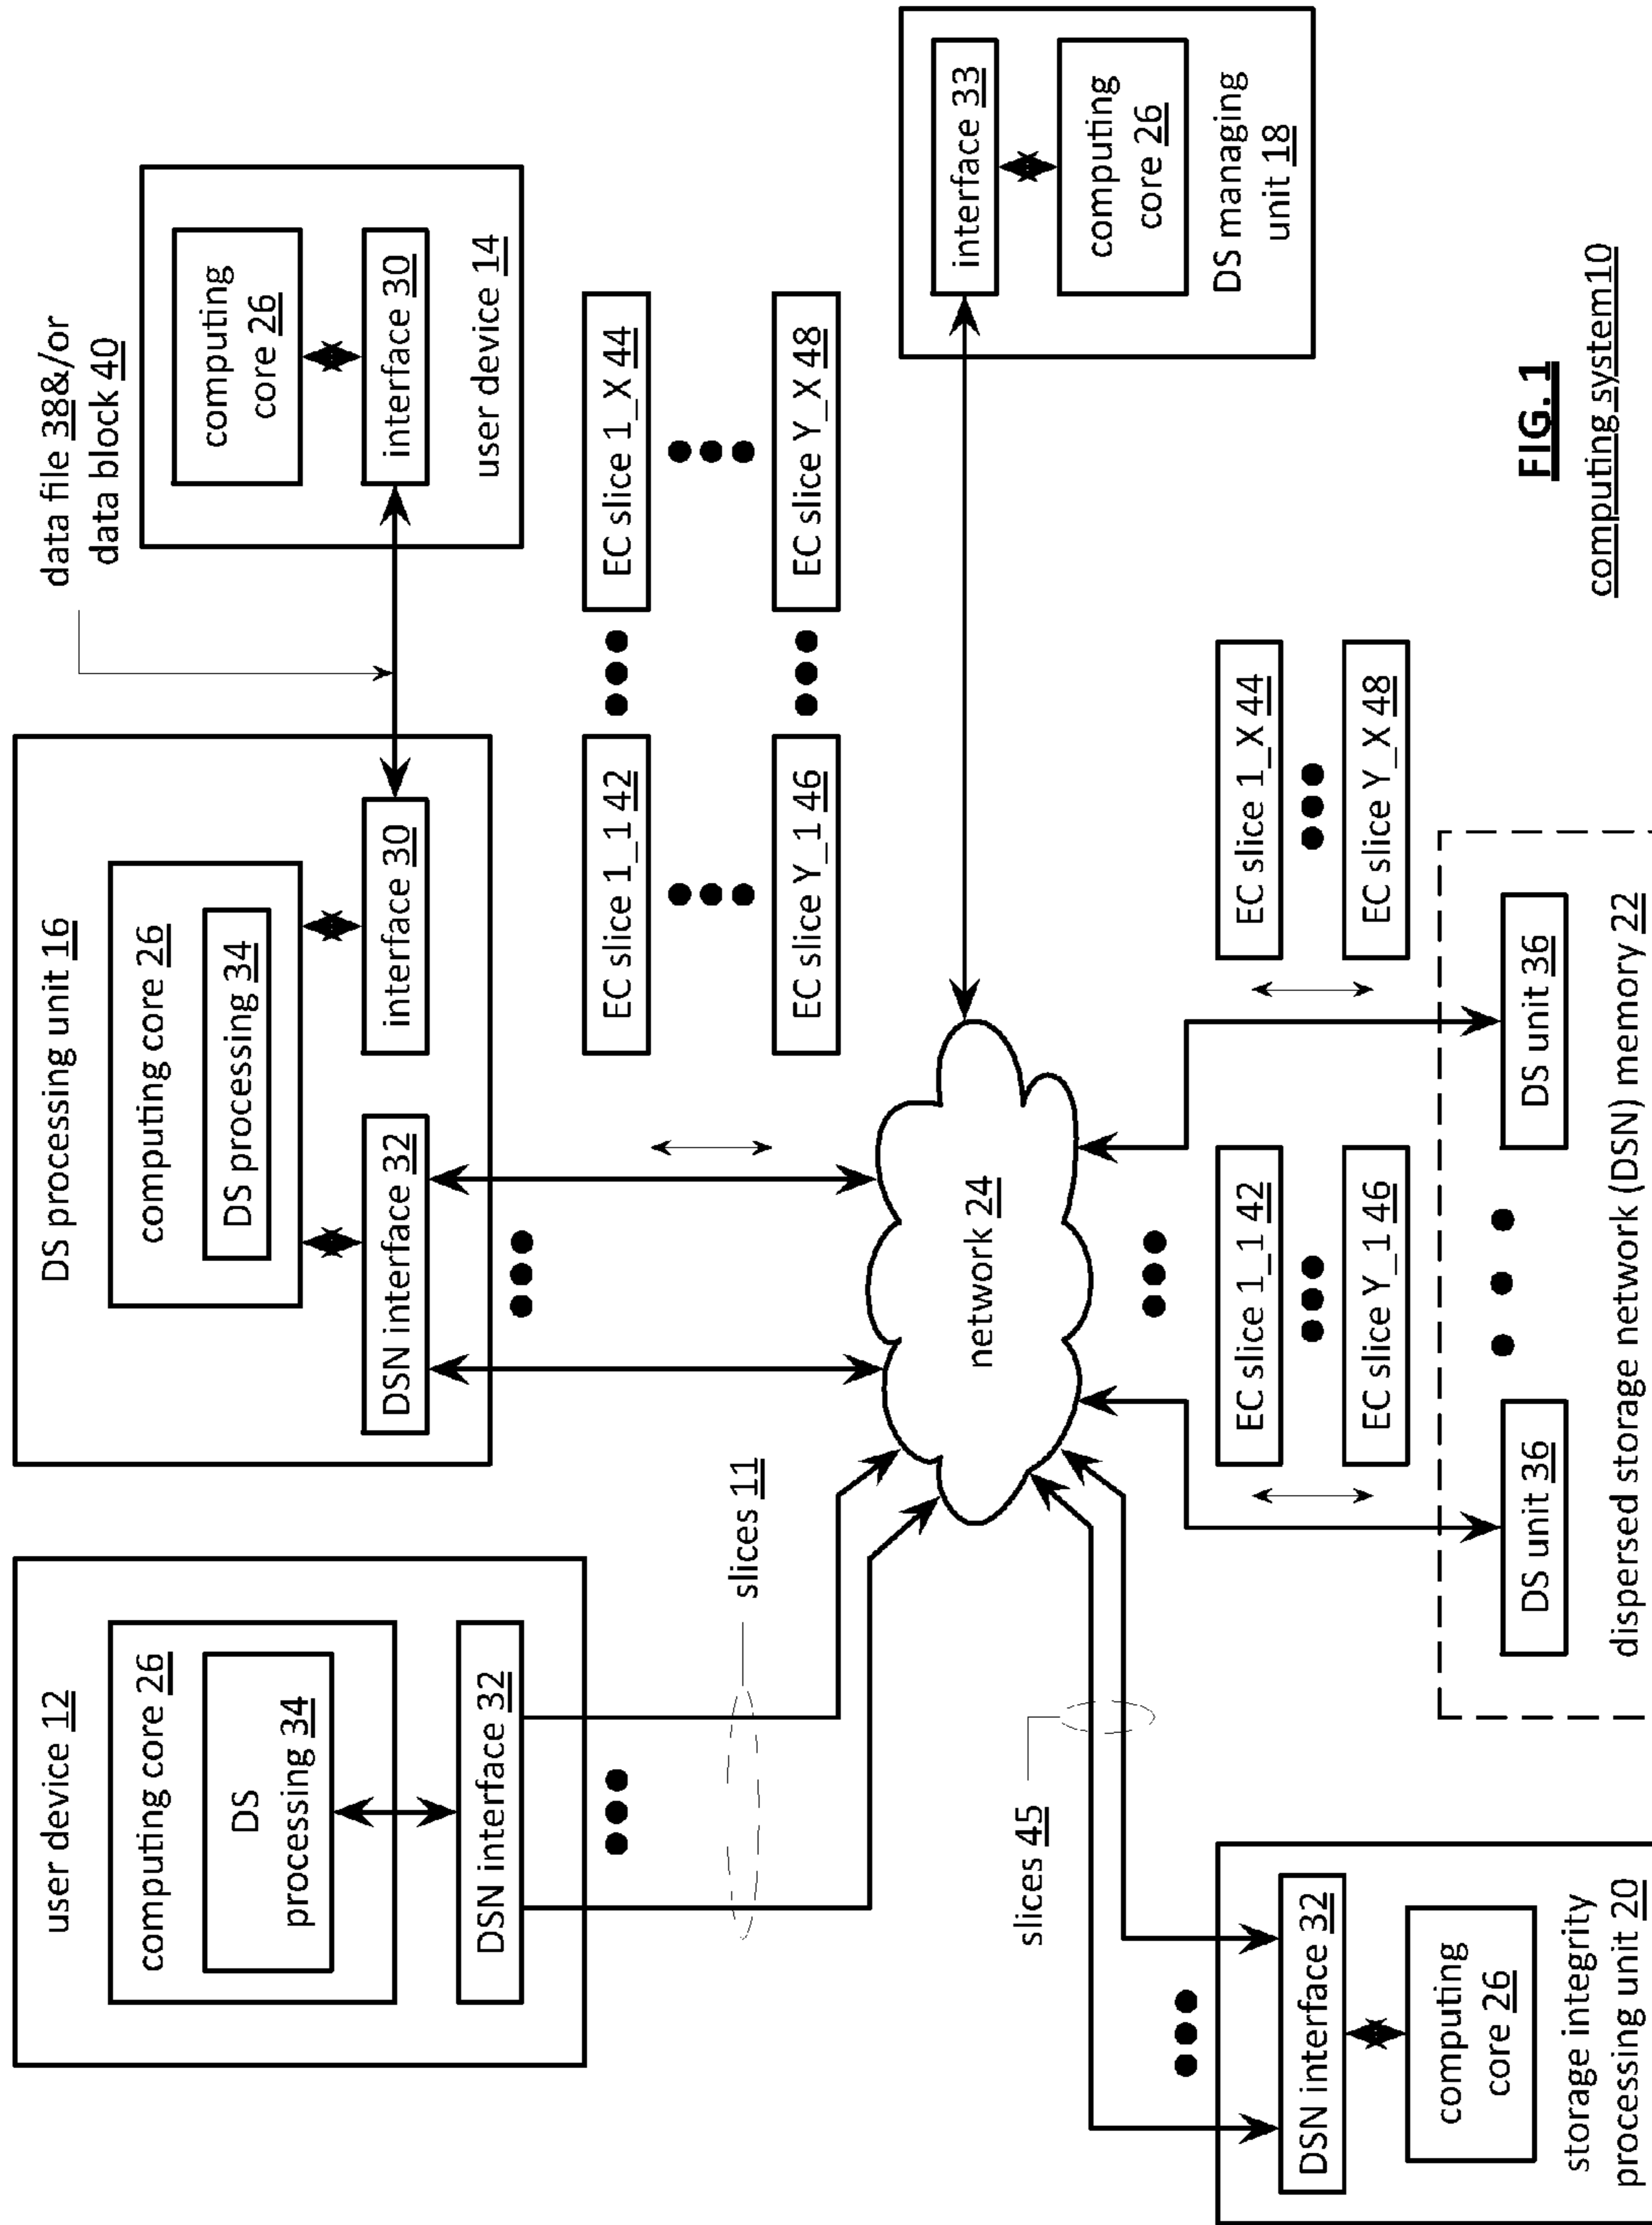 user device 12
computing core 26
DS
processing 34
DSN interface 32
slices 11
DS processing unit 16
computing core 26
DS processing 34
DSN interface 32
interface 30
data file 38&/or
data block 40
computing
core 26
interface 30
user device 14
EC slice 1_1 42
EC slice 1_X 44
EC slice Y_1 46
EC slice Y_X 48
network 24
interface 33
computing
core 26
DS managing
unit 18
slices 45
DSN interface 32
computing
core 26
storage integrity
processing unit 20
EC slice 1_1 42
EC slice Y_1 46
EC slice 1_X 44
EC slice Y_X 48
DS unit 36
DS unit 36
dispersed storage network (DSN) memory 22
FIG. 1
computing system10